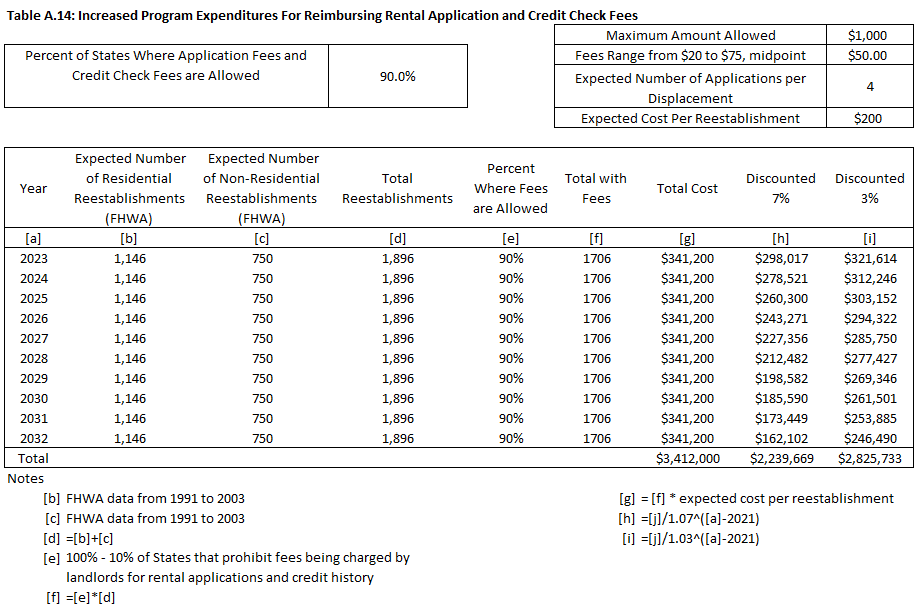 Table A.14: Increased Program Expenditures For Reimbursing Rental Application and Credit Check Fees
Percent of States Where Application Fees and Credit Check Fees are Allowed 90.0%
Maximum Amount Allowed $1,000
Fees Range from $20 to $75, midpoint $50.00
Expected Number of Applications per Displacement 4
Expected Cost Per Reestablishment $200
Year Expected Number of Residential Reestablishments (FHWA) Expected Number of Non-Residential Reestablishments (FHWA) Total Reestablishments Percent Where Fees are Allowed Total with Fees Total Cost Discounted 7% Discounted 3%
[a] [b] [c] [d] [e] [f] [g] [h] [i]
2023 1,146 750 1,896 90% 1706 $341,200 $298,017 $321,614
2024 1,146 750 1,896 90% 1706 $341,200 $278,521 $312,246
2025 1,146 750 1,896 90% 1706 $341,200 $260,300 $303,152
2026 1,146 750 1,896 90% 1706 $341,200 $243,271 $294,322
2027 1,146 750 1,896 90% 1706 $341,200 $227,356 $285,750
2028 1,146 750 1,896 90% 1706 $341,200 $212,482 $277,427
2029 1,146 750 1,896 90% 1706 $341,200 $198,582 $269,346
2030 1,146 750 1,896 90% 1706 $341,200 $185,590 $261,501
2031 1,146 750 1,896 90% 1706 $341,200 $173,449 $253,885
2032 1,146 750 1,896 90% 1706 $341,200 $162,102 $246,490
Total $3,412,000 $2,239,669 $2,825,733
Notes
[b] FHWA data from 1991 to 2003
[c] FHWA data from 1991 to 2003
[d] =[b]+[c]
[e] 100% - 10% of States that prohibit fees being charged by
landlords for rental applications and credit history
[f] =[e]*[d]
[g] = [f] * expected cost per reestablishment
[h] =[j]/1.07^([a]-2021)
[i] =[j]/1.03^([a]-2021)